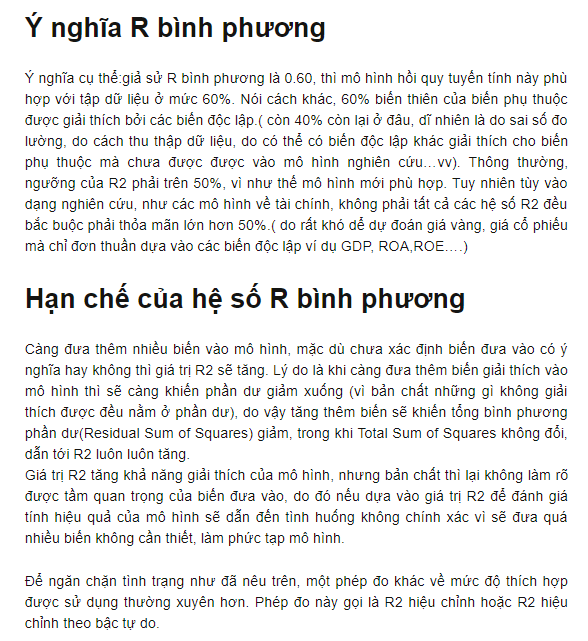 Ý nghĩa R bình phương
Ý nghĩa cụ thể:giả sử R bình phương là 0.60, thì mô hình hồi quy tuyến tính này phù
hợp với tập dữ liệu ở mức 60%. Nói cách khác, 60% biến thiên của biến phụ thuộc
được giải thích bởi các biến độc lập.( còn 40% còn lại ở đâu, dĩ nhiên là do sai số đo
lường, do cách thu thập dữ liệu, do có thể có biến độc lập khác giải thích cho biến
phụ thuộc mà chưa được được vào mô hình nghiên cứu…vv). Thông thường,
ngưỡng của R2 phải trên 50%, vì như thế mô hình mới phù hợp. Tuy nhiên tùy vào
dạng nghiên cứu, như các mô hình về tài chính, không phải tất cả các hệ số R2 đều
bắc buộc phải thỏa mãn lớn hơn 50%.( do rất khó để dự đoán giá vàng, giá cổ phiếu
mà chỉ đơn thuần dựa vào các biến độc lập ví dụ GDP, ROA,ROE….)
Hạn chế của hệ số R bình phương
Càng đưa thêm nhiều biến vào mô hình, mặc dù chưa xác định biến đưa vào có ý
nghĩa hay không thì giá trị R2 sẽ tăng. Lý do là khi càng đưa thêm biến giải thích vào
mô hình thì sẽ càng khiến phần dư giảm xuống (vì bản chất những gì không giải
thích được đều nằm ở phần dư), do vậy tăng thêm biến sẽ khiến tổng bình phương
phần dư(Residual Sum of Squares) giảm, trong khi Total Sum of Squares không đổi,
dẫn tới R2 luôn luôn tăng.
Giá trị R2 tăng khả năng giải thích của mô hình, nhưng bản chất thì lại không làm rõ
được tầm quan trọng của biến đưa vào, do đó nếu dựa vào giá trị R2 để đánh giá
tính hiệu quả của mô hình sẽ dẫn đến tình huống không chính xác vì sẽ đưa quá
nhiều biến không cần thiết, làm phức tạp mô hình.
Để ngăn chặn tình trạng như đã nêu trên, một phép đo khác về mức độ thích hợp
được sử dụng thường xuyên hơn. Phép đo này gọi là R2 hiệu chỉnh hoặc R2 hiệu
chỉnh theo bậc tự do.